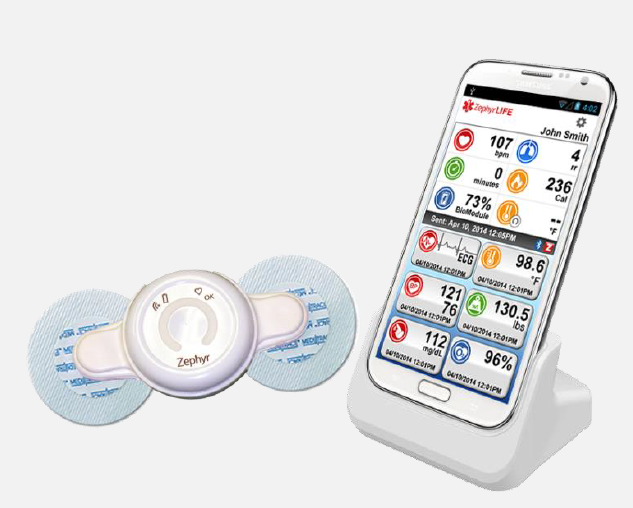 OK
Zephyr
MEDITRACE
4:02
Zephyr LIFE
John Smith
107
bpm
4
rr
0
minutes
236
Cal
73%
BioModule
--
°F
Sent: Apr 10, 2014 12:05PM
ECG
04/10/2014 12:01PM
98.6
°F
04/10/2014 12:01PM
121
76
04/10/2014 12:01PM
130.5
lbs
04/10/2014 12:01PM
112
mg/dL
04/10/2014 12:01PM
96%
04/10/2014 12:01PM